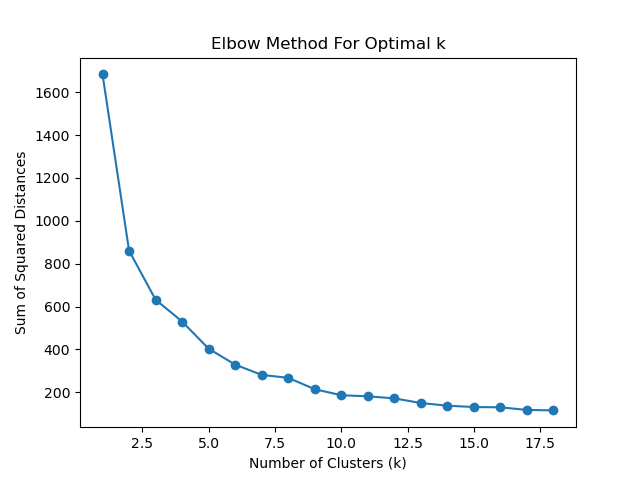 Elbow Method For Optimal k
1600
1400
1200
1000
800
600
400
200
Sum of Squared Distances
2.5 5.0 7.5 10.0 12.5 15.0 17.5
Number of Clusters (k)